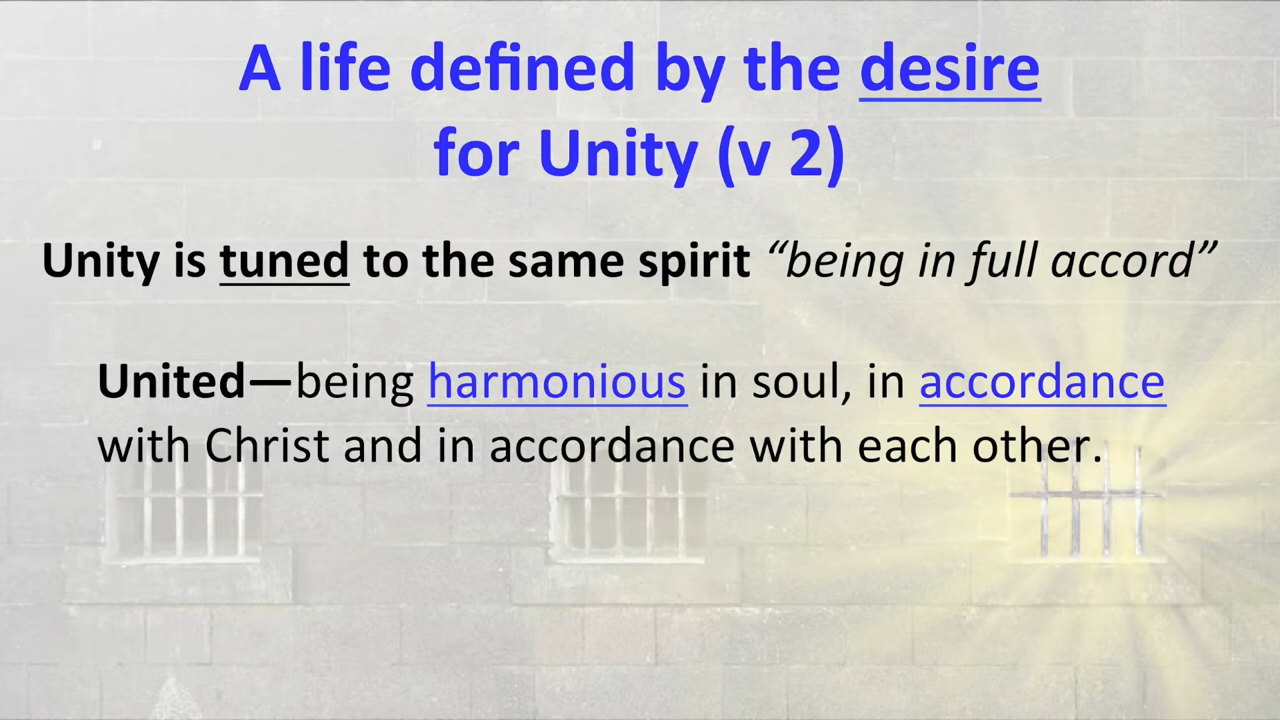 A life defined by the desire
for Unity (v 2)
Unity is tuned to the same spirit “being in full accord”
United—being harmonious in soul, in accordance
with Christ and in accordance with each other.